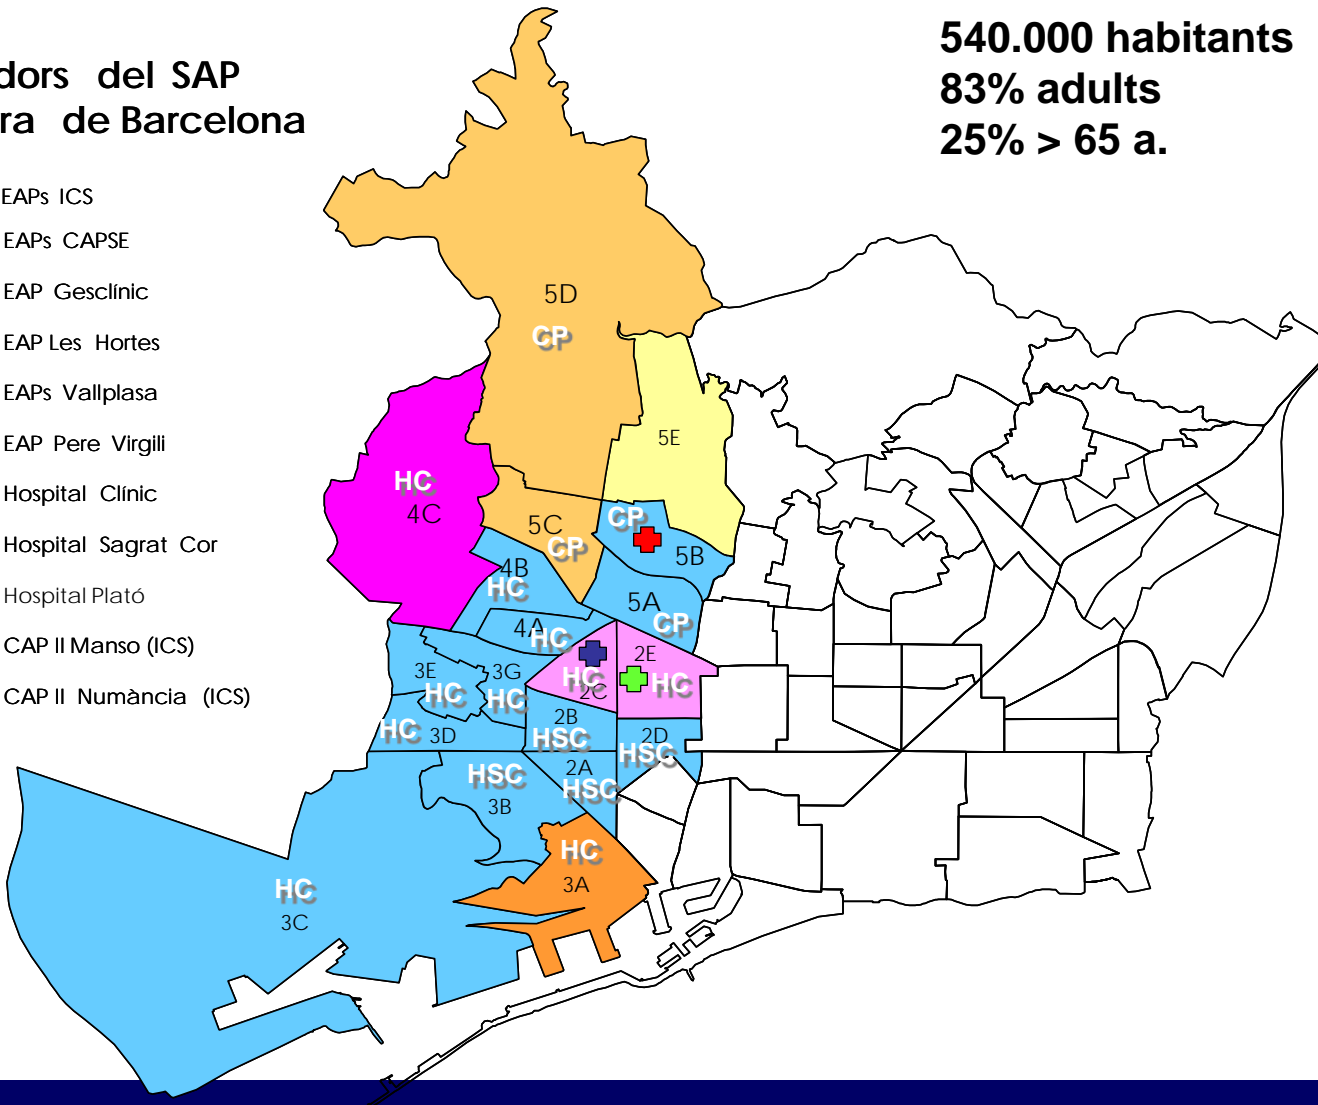 540.000 habitants
83% adults
25% > 65 a.
dors del SAP
ra de Barcelona
EAPs ICS
EAPs CAPSE
EAP Gesclínic
EAP Les Hortes
EAPs Vallplasa
EAP Pere Virgili
Hospital Clínic
Hospital Sagrat Cor
Hospital Plató
CAP II Manso (ICS)
CAP II Numància (ICS)
5D
CP
5E
HC
4C
5C
CP
CP
5B
4B
HC
5A
CP
4A
HC
2E
HC
2C
HC
3E
HC
3G
HC
HC
3D
2B
HSC
2D
HSC
2A
HSC
HSC
3B
HC
3A
HC
3C